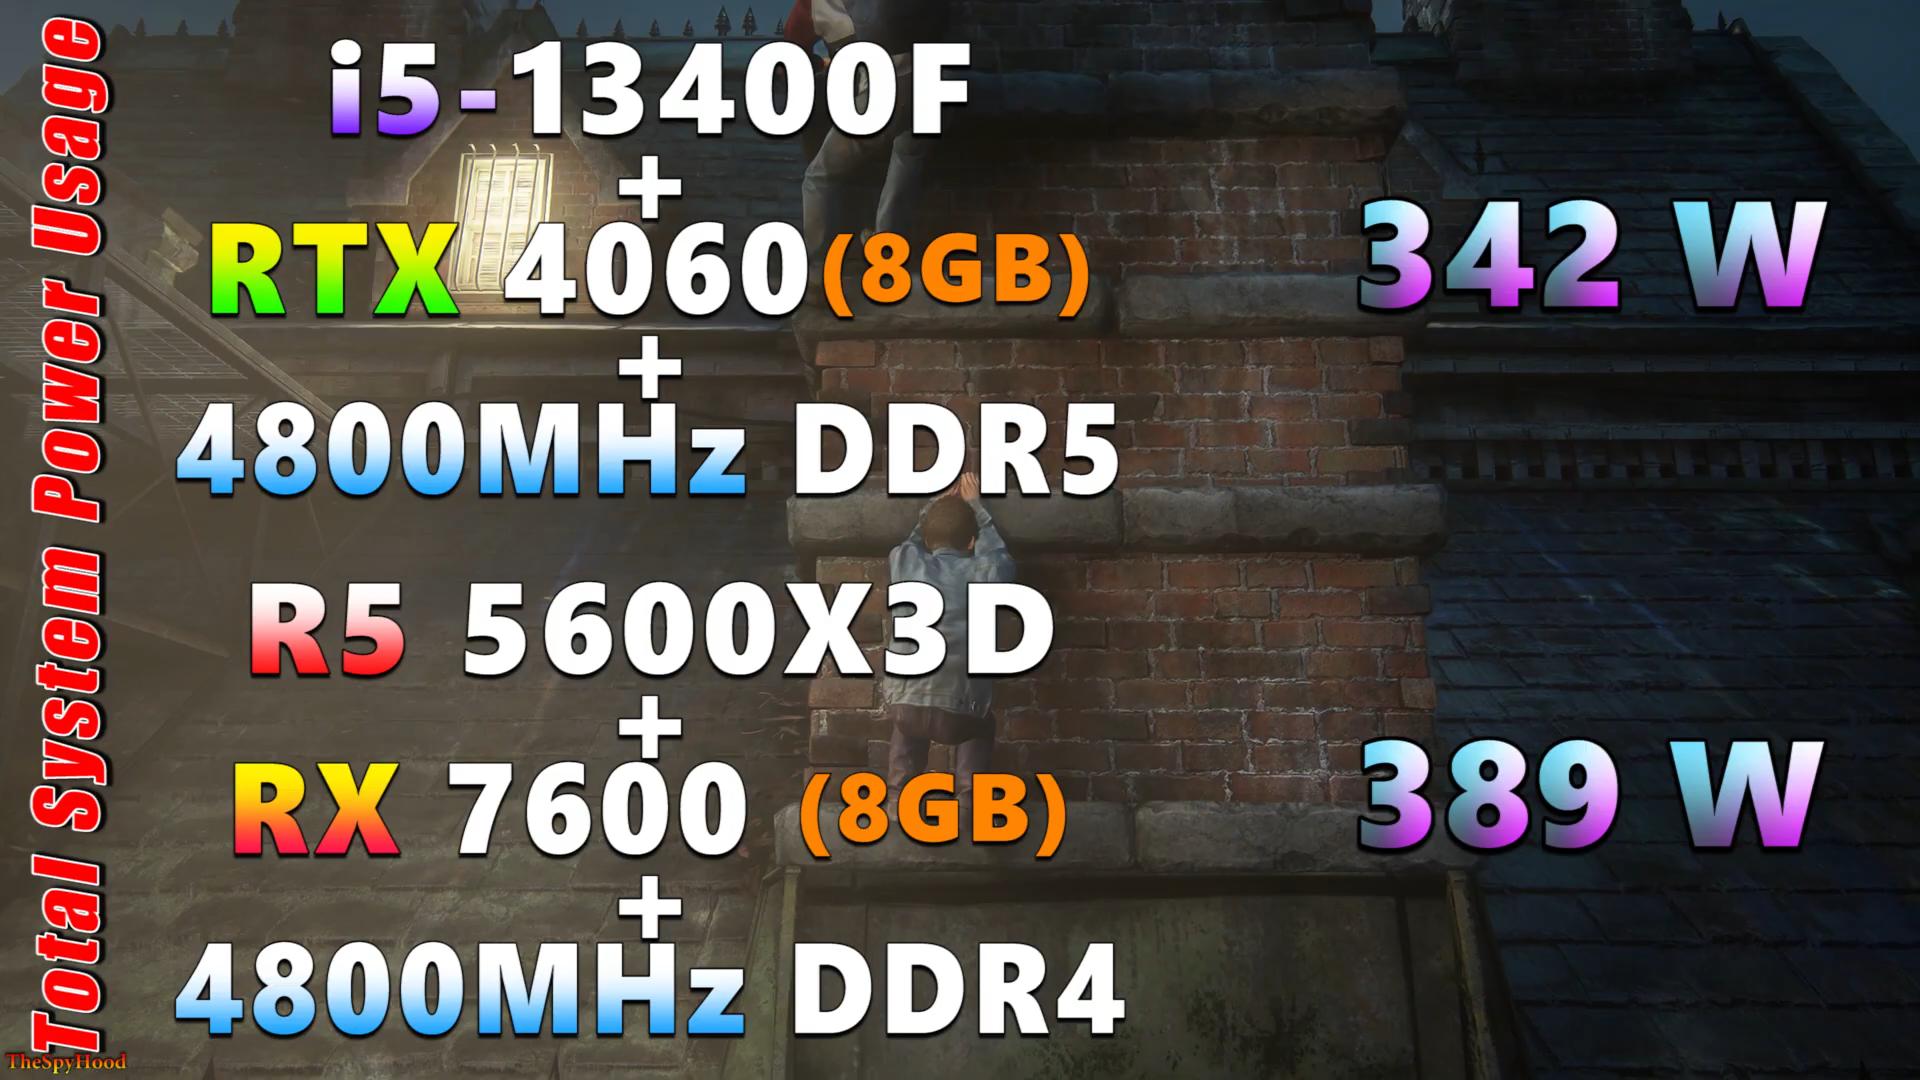 Total System Power Usage
i5-13400F
+
RTX 4060(8GB)
342 W
+
4800MHz DDR5
R5 5600X3D
+
RX 7600 (8GB)
389 W
+
4800MHz DDR4
TheSpyHood